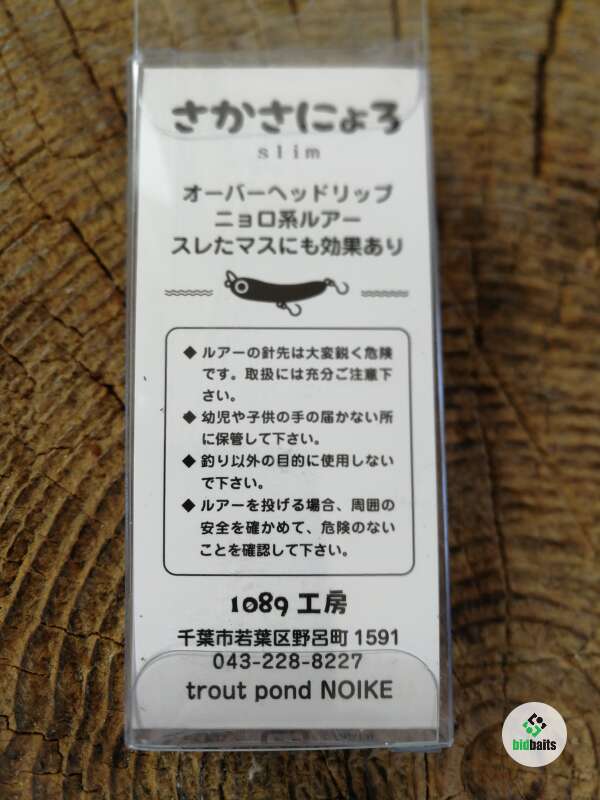 さかさにょろ
slim
オーバーヘッドリップ
ニョロ系ルアー
スレたマスにも効果あり
◆ルアーの針先は大変鋭く危険
です。取扱には充分ご注意下
さい。
◆幼児や子供の手の届かない所
に保管して下さい。
◆釣り以外の目的に使用しない
で下さい。
◆ルアーを投げる場合、周囲の
安全を確かめて、危険のない
ことを確認して下さい。
1089 工房
千葉市若葉区野呂町 1591
043-228-8227
trout pond NOIKE
bidbaits